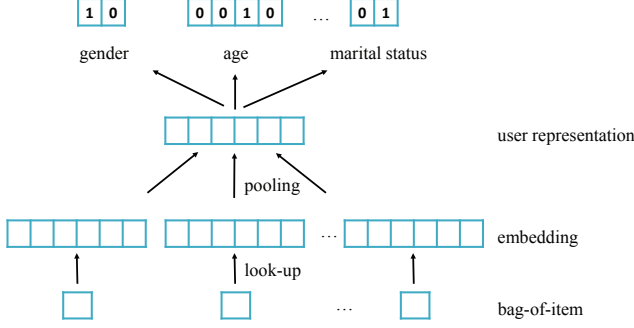 1 0 0 0 1 0 ... 0 1
gender age marital status
user representation
pooling
... embedding
look-up
... bag-of-item